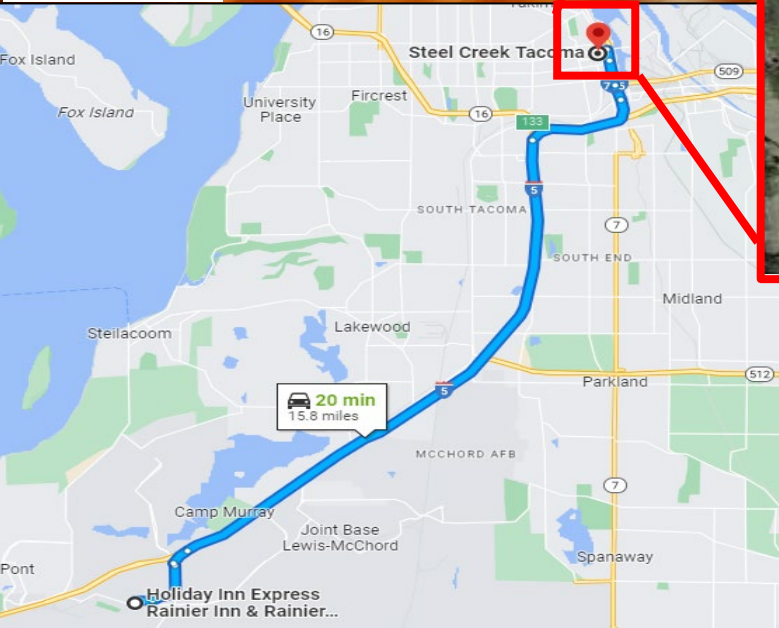 16
Steel Creek Tacoma
Fox Island
509
7•5
Fox Island
University
Place
Fircrest
16
133
5
SOUTH TACOMA
7
SOUTH END
Midland
Steilacoom
Lakewood
512
Parkland
5
20 min
15.8 miles
MCCHORD AFB
7
Camp Murray
Joint Base
Lewis-McChord
Spanaway
Pont
Holiday Inn Express
Rainier Inn & Rainier...